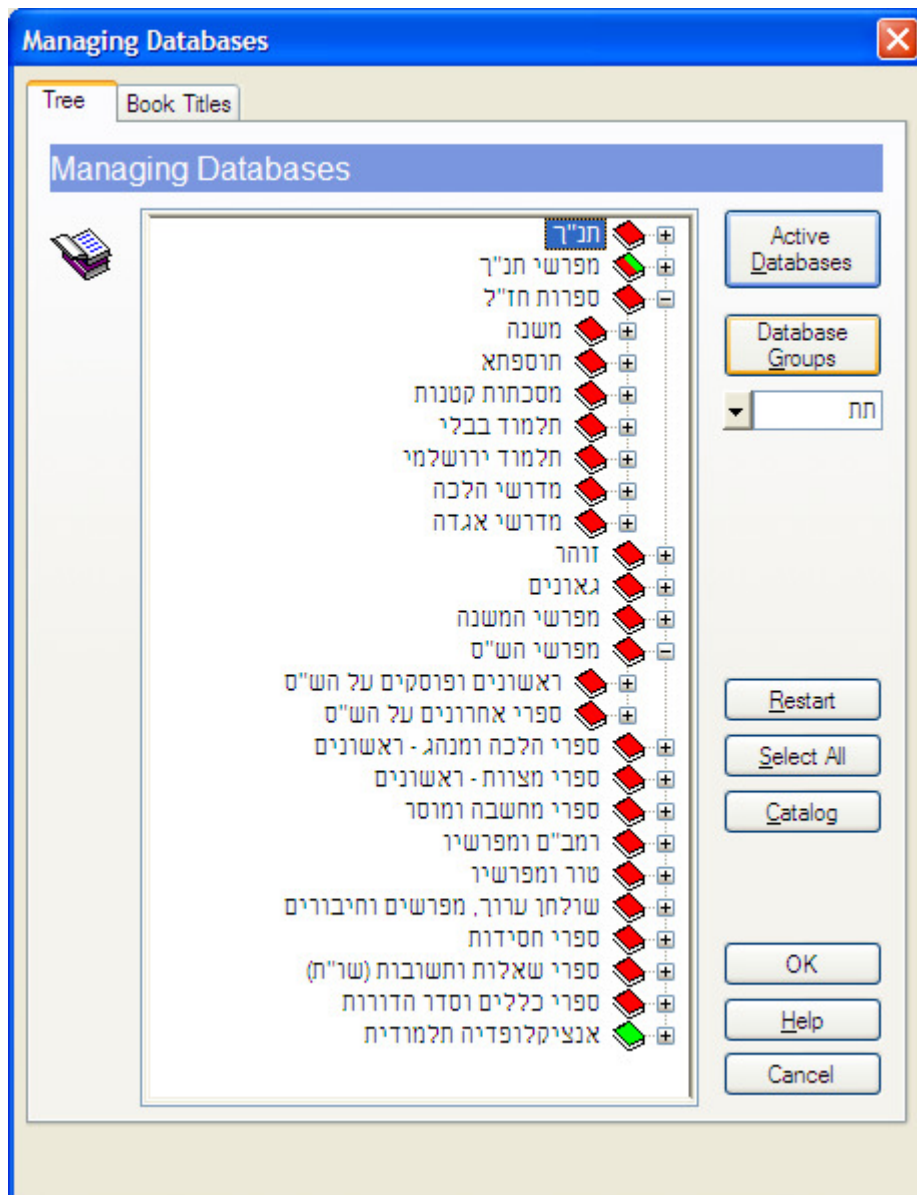 Managing Databases
Tree
Book Titles
Managing Databases
תנ"ך
מפרשי תנ"ך
ספרות חז"ל
משנה
תוספתא
מסכתות קטנות
תלמוד בבלי
תלמוד ירושלמי
מדרשי הלכה
מדרשי אגדה
זוהר
גאונים
מפרשי המשנה
מפרשי הש"ס
ראשונים ופוסקים על הש"ס
ספרי אחרונים על הש"ס
ספרי הלכה ומנהג - ראשונים
ספרי מצוות - ראשונים
ספרי מחשבה ומוסר
רמב"ם ומפרשיו
טור ומפרשיו
שולחן ערוך, מפרשים וחיבורים
ספרי חסידות
ספרי שאלות ותשובות (שו"ת)
ספרי כללים וסדר הדורות
אנציקלופדיה תלמודית
Active
Databases
Database
Groups
תת
Restart
Select All
Catalog
OK
Help
Cancel